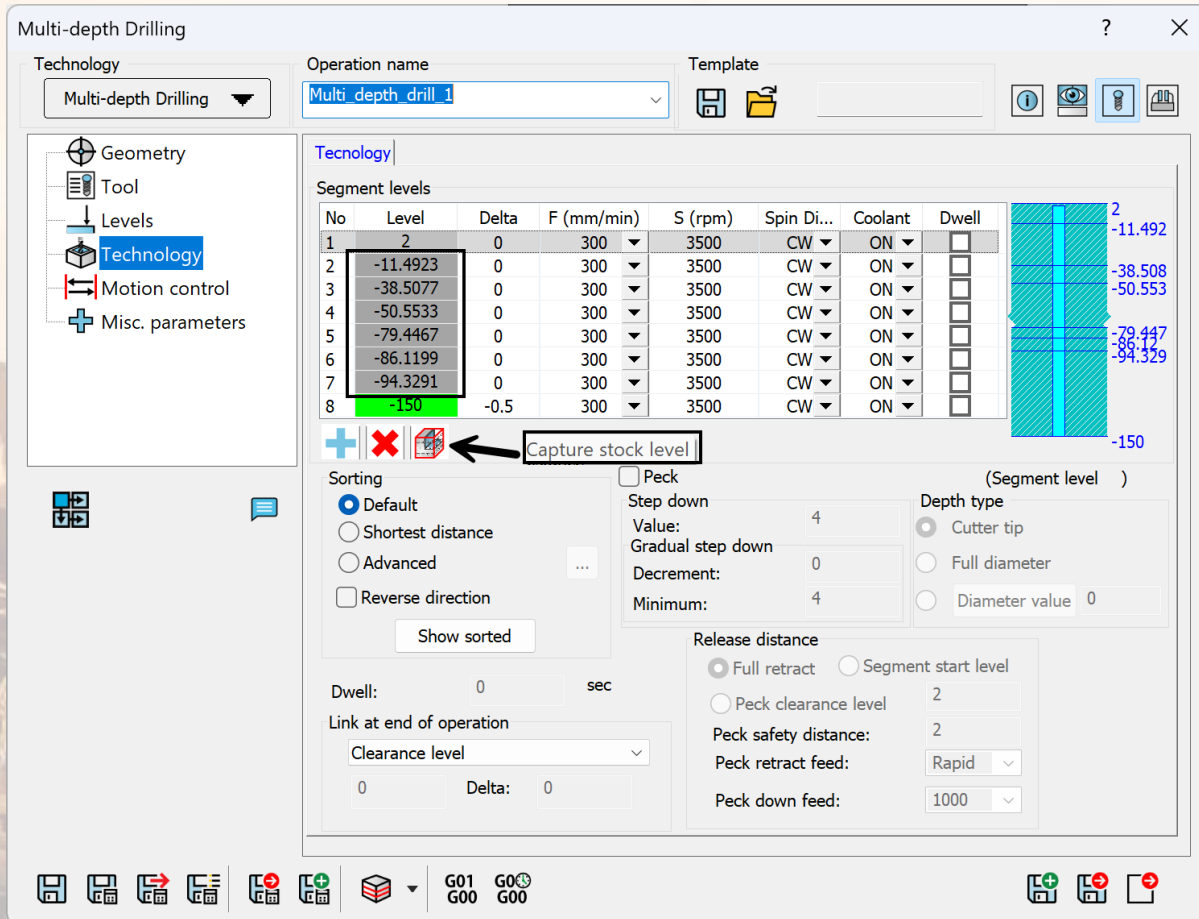 Multi-depth Drilling ?
Technology
Multi-depth Drilling
Operation name
Multi_depth_drill_1
Template
Geometry
Tool
Levels
Technology
Motion control
Misc. parameters
Tecnology
Segment levels
No Level Delta F (mm/min) S (rpm) Spin Di... Coolant Dwell
1 2 0 300 3500 CW ON
2 -11.4923 0 300 3500 CW ON
3 -38.5077 0 300 3500 CW ON
4 -50.5533 0 300 3500 CW ON
5 -79.4467 0 300 3500 CW ON
6 -86.1199 0 300 3500 CW ON
7 -94.3291 0 300 3500 CW ON
8 -150 -0.5 300 3500 CW ON
2
-11.492
-38.508
-50.553
-79.447
-86.12
-94.329
-150
Capture stock level
Sorting
Default
Shortest distance
Advanced
...
Reverse direction
Show sorted
Dwell: 0 sec
Link at end of operation
Clearance level
0 Delta: 0
Peck
(Segment level )
Step down
Value: 4
Gradual step down
Decrement: 0
Minimum: 4
Depth type
Cutter tip
Full diameter
Diameter value 0
Release distance
Full retract Segment start level
Peck clearance level 2
Peck safety distance: 2
Peck retract feed: Rapid
Peck down feed: 1000
G01 G00
G00 G00